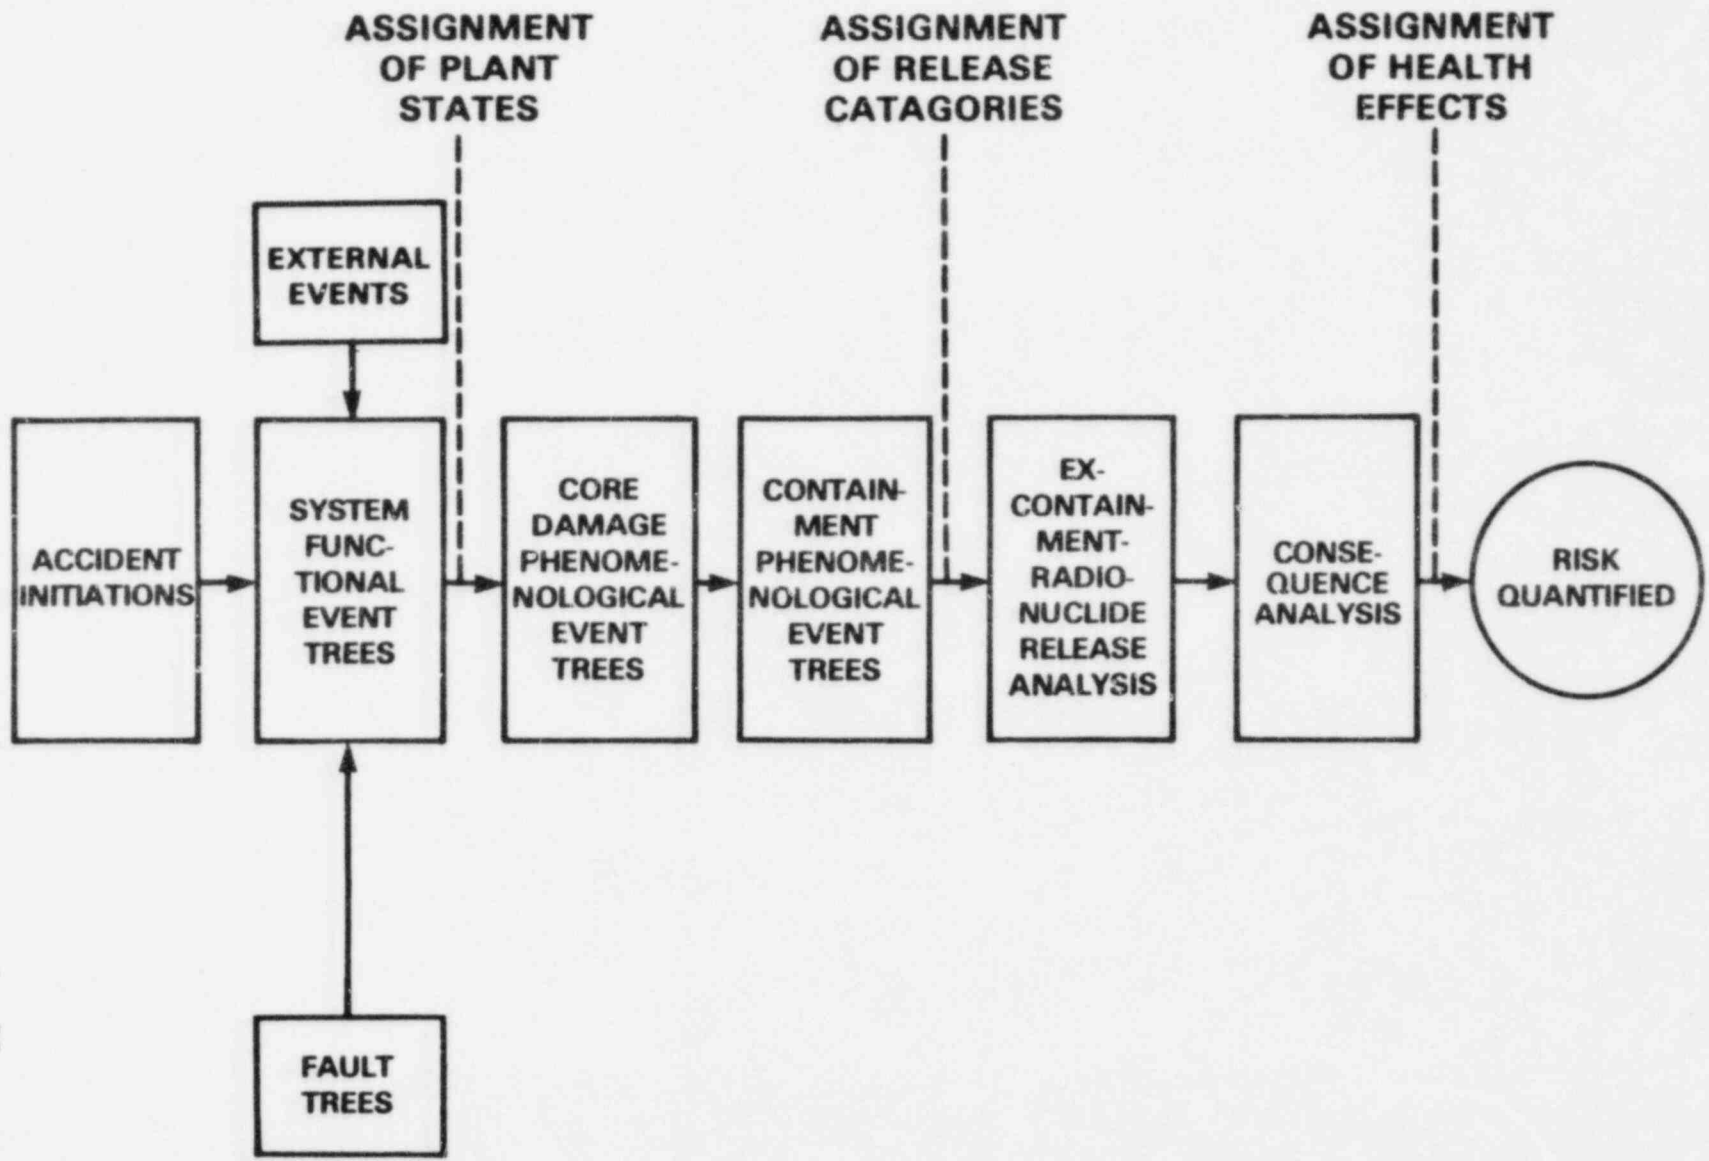 ASSIGNMENT
OF PLANT
STATES
ASSIGNMENT
OF RELEASE
CATAGORIES
ASSIGNMENT
OF HEALTH
EFFECTS
EXTERNAL
EVENTS
ACCIDENT
INITIATIONS
SYSTEM
FUNC-
TIONAL
EVENT
TREES
CORE
DAMAGE
PHENOME-
NOLOGICAL
EVENT
TREES
CONTAIN-
MENT
PHENOME-
NOLOGICAL
EVENT
TREES
EX-
CONTAIN-
MENT-
RADIO-
NUCLIDE
RELEASE
ANALYSIS
CONSE-
QUENCE
ANALYSIS
RISK
QUANTIFIED
FAULT
TREES